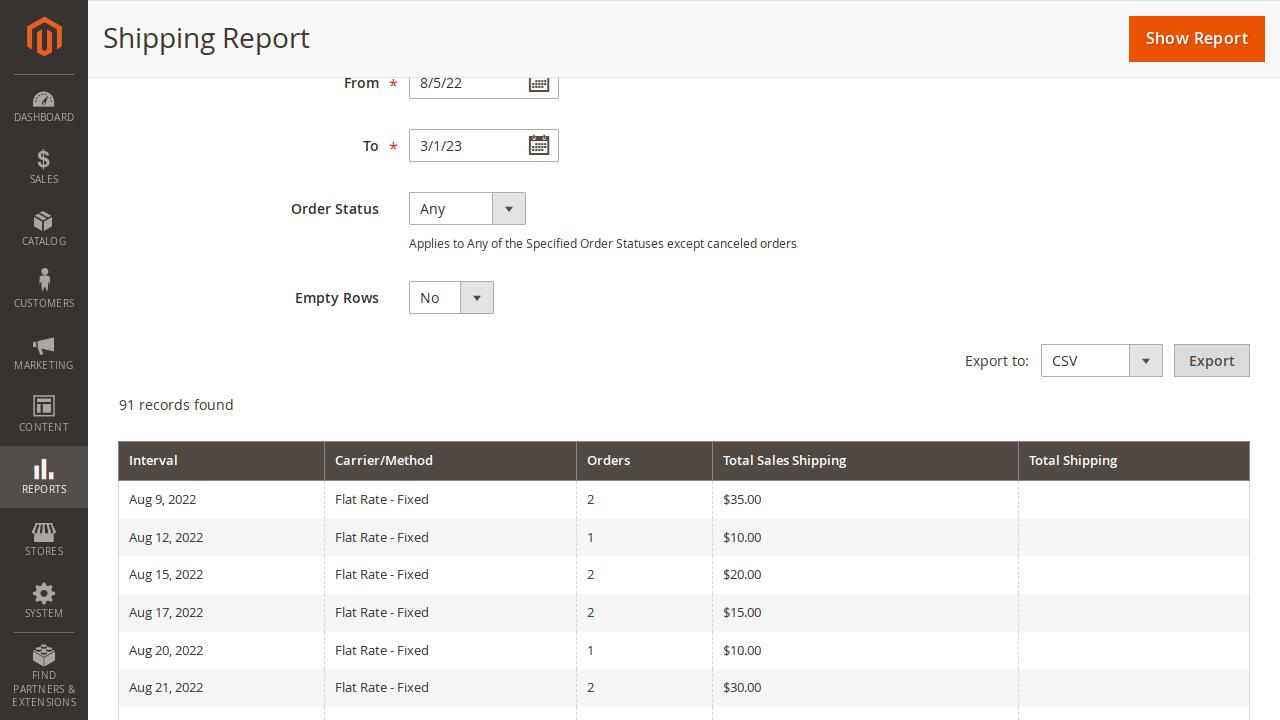 Shipping Report
Show Report
DASHBOARD
SALES
CATALOG
CUSTOMERS
MARKETING
CONTENT
REPORTS
STORES
SYSTEM
FIND
PARTNERS &
EXTENSIONS
From * 8/5/22
To * 3/1/23
Order Status Any
Applies to Any of the Specified Order Statuses except canceled orders
Empty Rows No
Export to: CSV Export
91 records found
Interval Carrier/Method Orders Total Sales Shipping Total Shipping
Aug 9, 2022 Flat Rate - Fixed 2 $35.00
Aug 12, 2022 Flat Rate - Fixed 1 $10.00
Aug 15, 2022 Flat Rate - Fixed 2 $20.00
Aug 17, 2022 Flat Rate - Fixed 2 $15.00
Aug 20, 2022 Flat Rate - Fixed 1 $10.00
Aug 21, 2022 Flat Rate - Fixed 2 $30.00